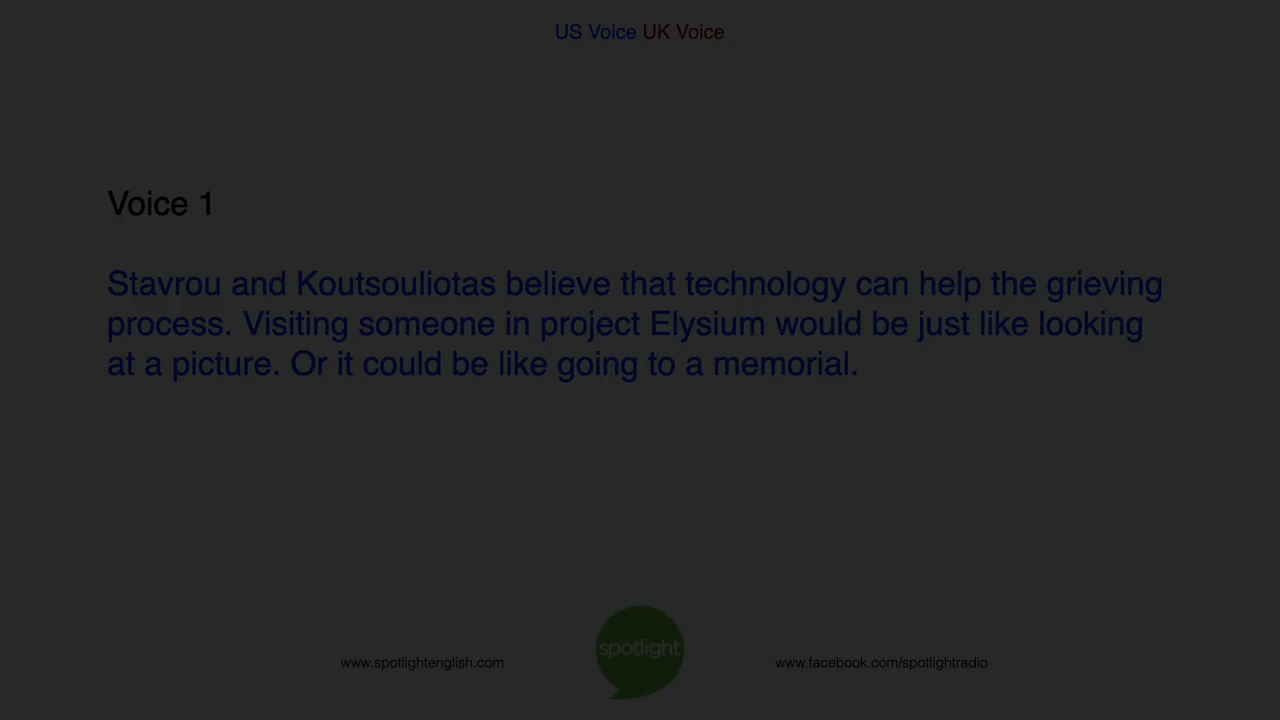 US Voice UK Voice
Voice 1
Stavrou and Koutsouliotas believe that technology can help the grieving
process. Visiting someone in project Elysium would be just like looking
at a picture. Or it could be like going to a memorial.
spotlight
www.spotlightenglish.com
www.facebook.com/spotlightradio